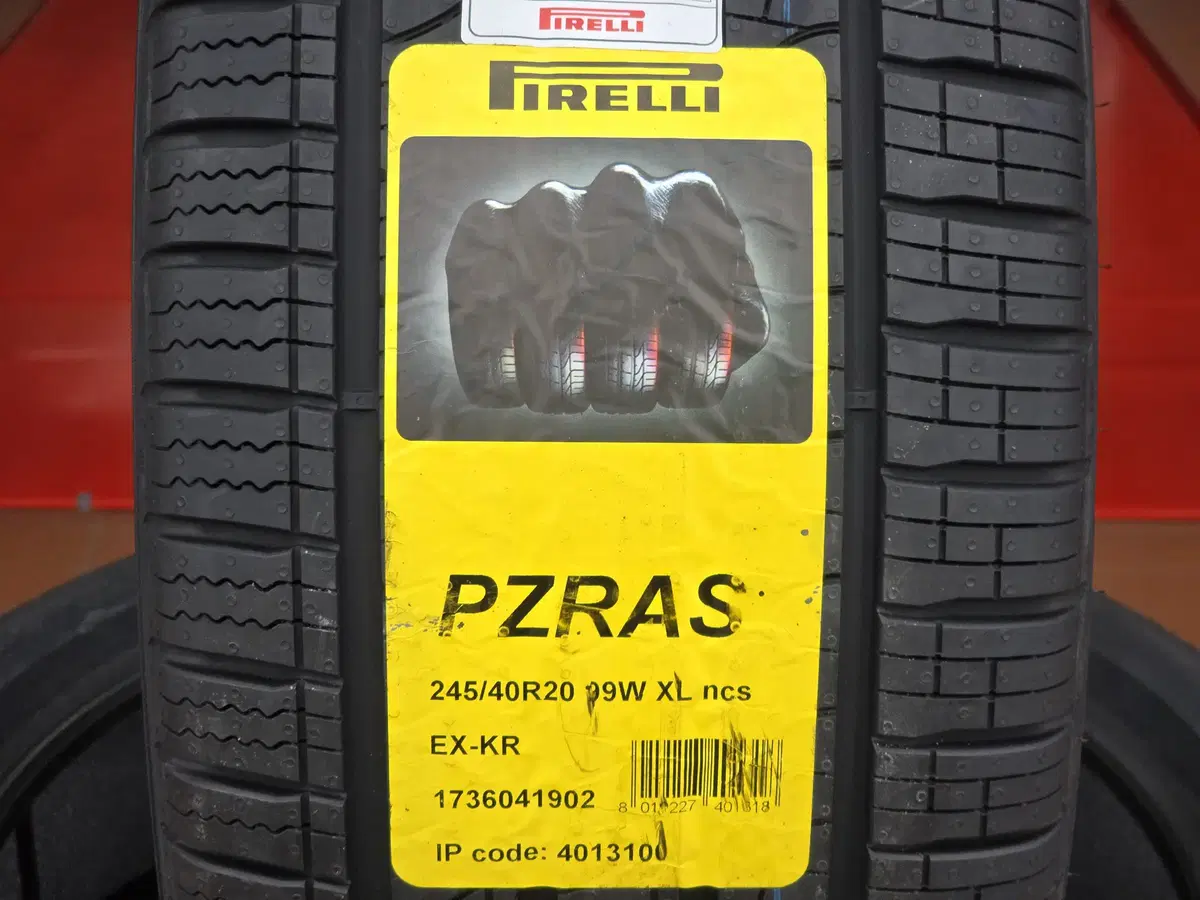 PIRELLI
PIRELLI
PZRAS
245/40R20 99W XL ncs
EX-KR
1736041902
IP code: 4013100